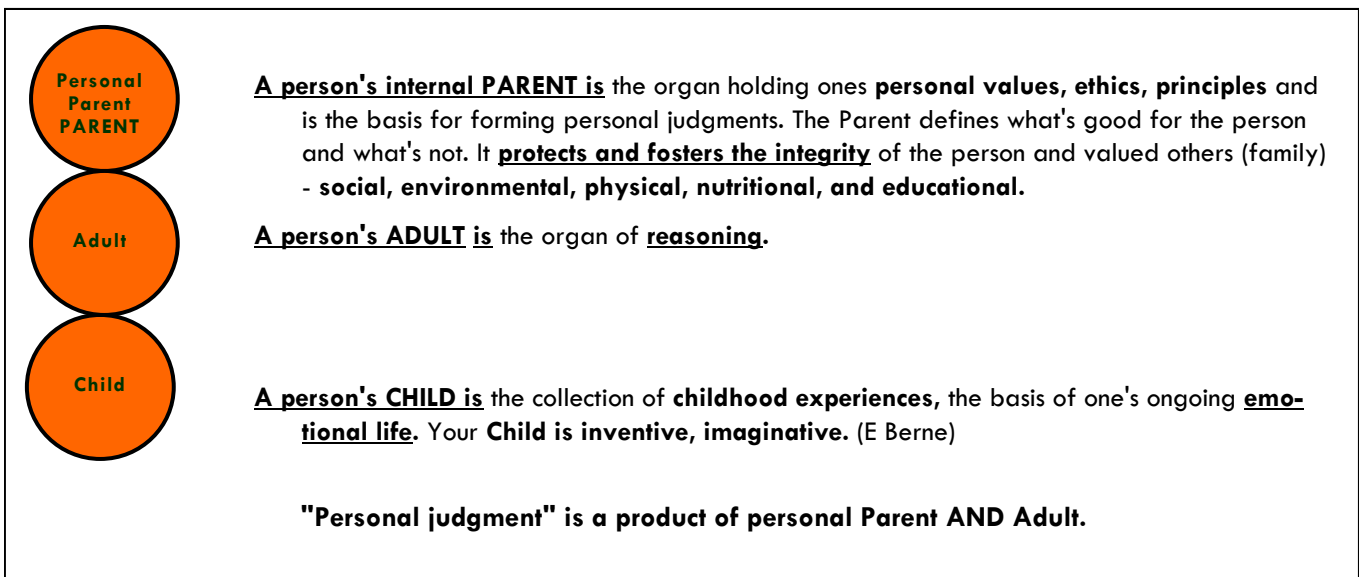 Personal
Parent
PARENT
A person's internal PARENT is the organ holding ones personal values, ethics, principles and
is the basis for forming personal judgments. The Parent defines what's good for the person
and what's not. It protects and fosters the integrity of the person and valued others (family)
- social, environmental, physical, nutritional, and educational.
Adult
A person's ADULT is the organ of reasoning.
Child
A person's CHILD is the collection of childhood experiences, the basis of one's ongoing emo-
tional life. Your Child is inventive, imaginative. (E Berne)
"Personal judgment" is a product of personal Parent AND Adult.